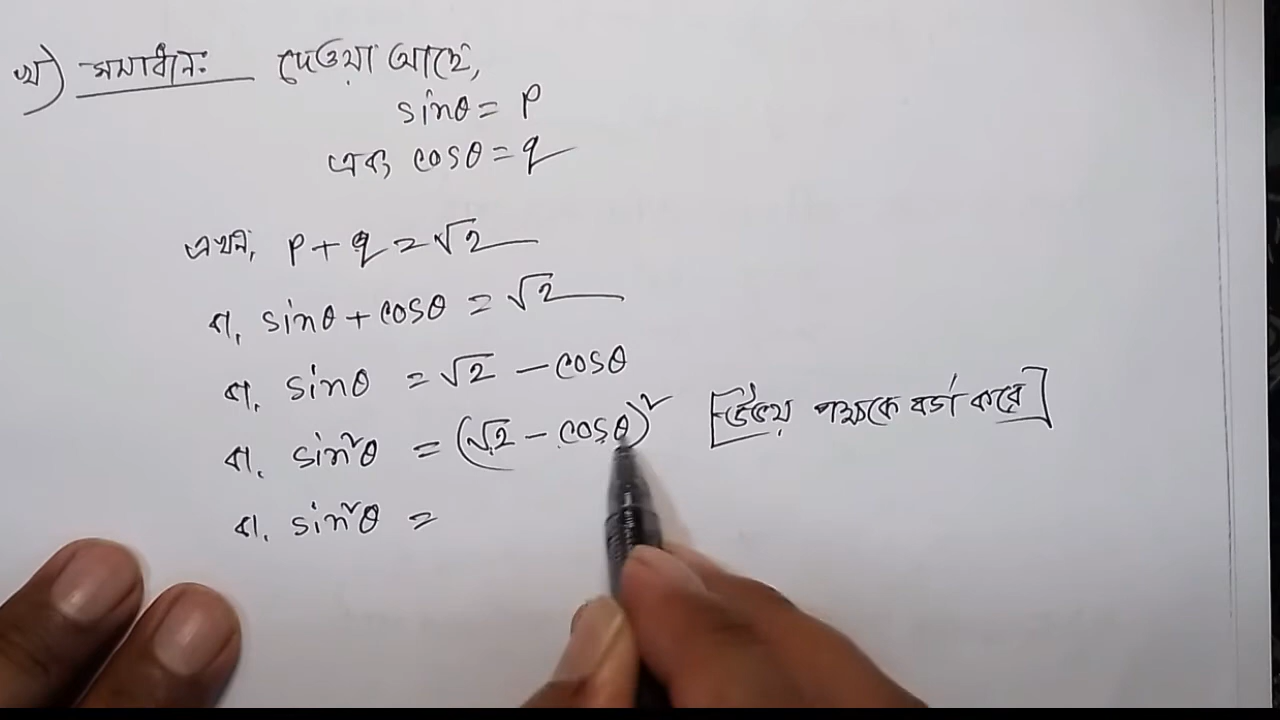 খ) সমাধানঃ দেওয়া আছে,
sinθ = p
এবং cosθ = q
এখন, p + q = √2
বা, sinθ + cosθ = √2
বা, sinθ = √2 - cosθ
বা, sin²θ = (√2 - cosθ)² [উভয় পক্ষকে বর্গ করে]
বা, sin²θ =